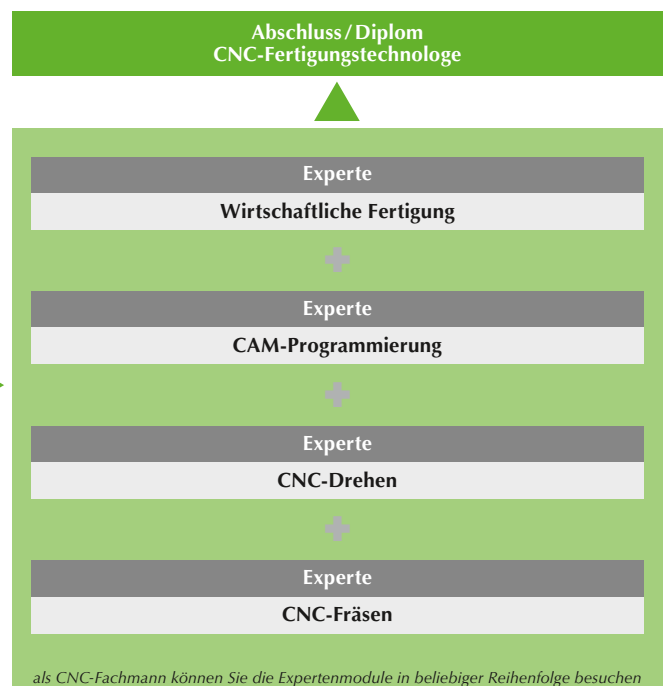 Abschluss / Diplom
CNC-Fertigungstechnologe
Experte
Wirtschaftliche Fertigung
Experte
CAM-Programmierung
Experte
CNC-Drehen
Experte
CNC-Fräsen
als CNC-Fachmann können Sie die Expertenmodule in beliebiger Reihenfolge besuchen